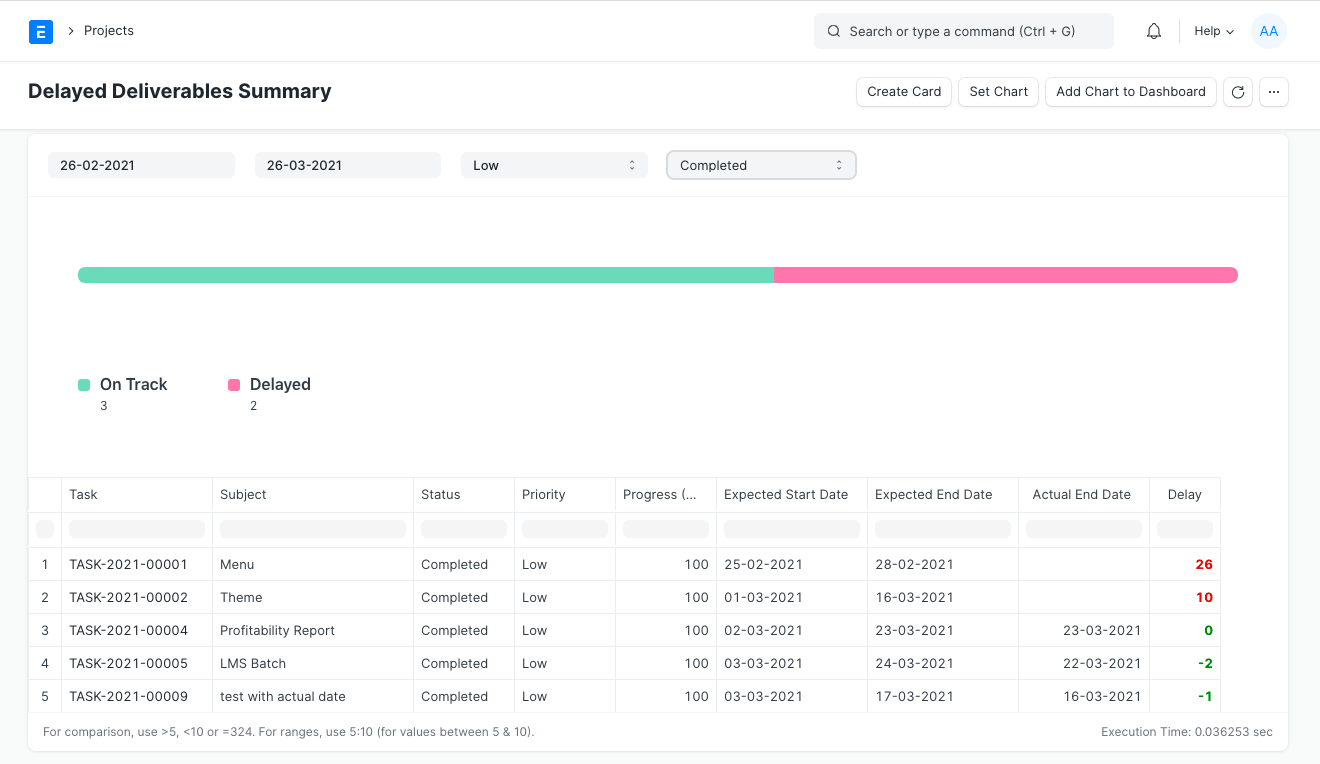 E > Projects Search or type a command (Ctrl + G) Help AA
Delayed Deliverables Summary Create Card Set Chart Add Chart to Dashboard ...
26-02-2021 26-03-2021 Low Completed
On Track Delayed
3 2
Task Subject Status Priority Progress (... Expected Start Date Expected End Date Actual End Date Delay
1 TASK-2021-00001 Menu Completed Low 100 25-02-2021 28-02-2021 26
2 TASK-2021-00002 Theme Completed Low 100 01-03-2021 16-03-2021 10
3 TASK-2021-00004 Profitability Report Completed Low 100 02-03-2021 23-03-2021 23-03-2021 0
4 TASK-2021-00005 LMS Batch Completed Low 100 03-03-2021 24-03-2021 22-03-2021 -2
5 TASK-2021-00009 test with actual date Completed Low 100 03-03-2021 17-03-2021 16-03-2021 -1
For comparison, use >5, <10 or =324. For ranges, use 5:10 (for values between 5 & 10). Execution Time: 0.036253 sec